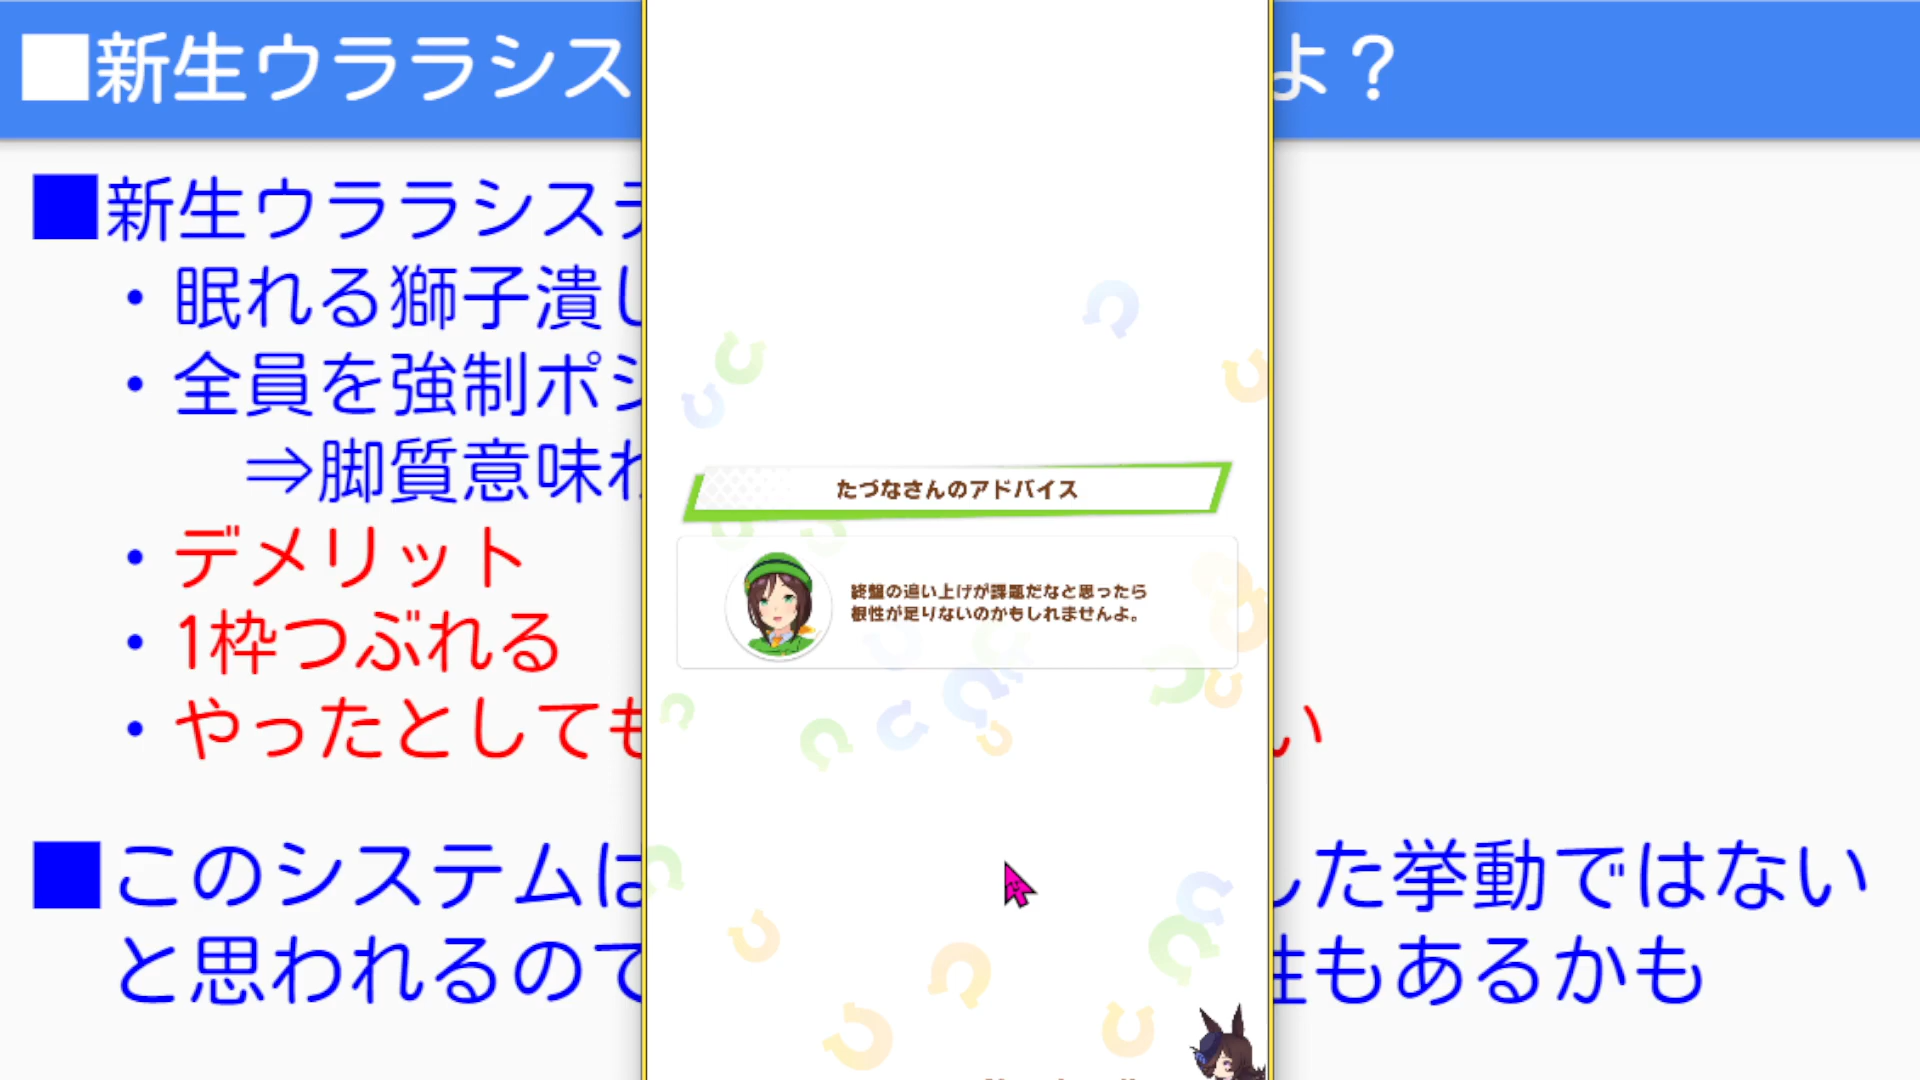 ■新生ウララシス
よ？
■新生ウララシステ
・眠れる獅子潰し
・全員を強制ポジ
⇒脚質意味わ
・デメリット
・1枠つぶれる
・やったとしても
い
■このシステムは
した挙動ではない
と思われるので
性もあるかも
たづなさんのアドバイス
終盤の追い上げが課題だなと思ったら
根性が足りないのかもしれませんよ。